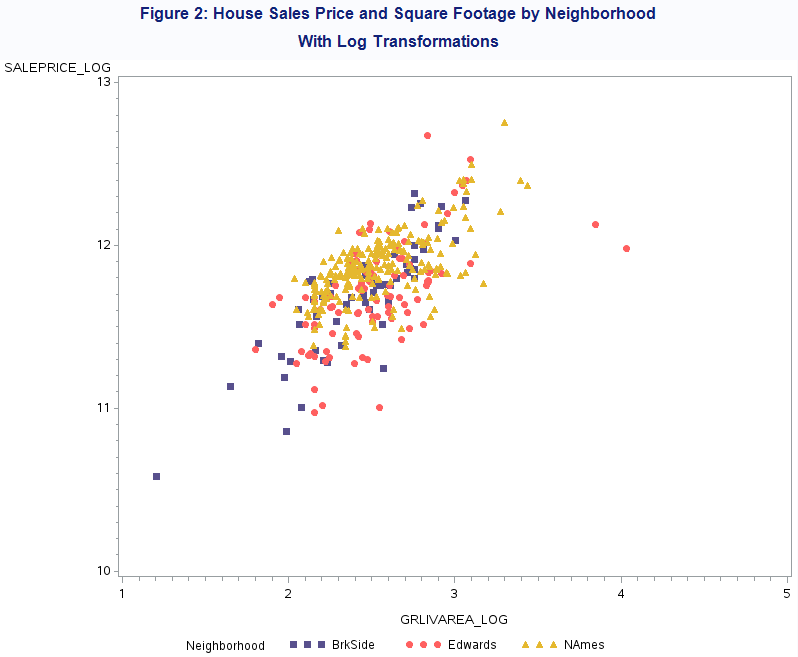 Figure 2: House Sales Price and Square Footage by Neighborhood
With Log Transformations
SALEPRICE_LOG
13
12
11
10
1 2 3 4 5
GRLIVAREA_LOG
Neighborhood BrkSide Edwards NAmes